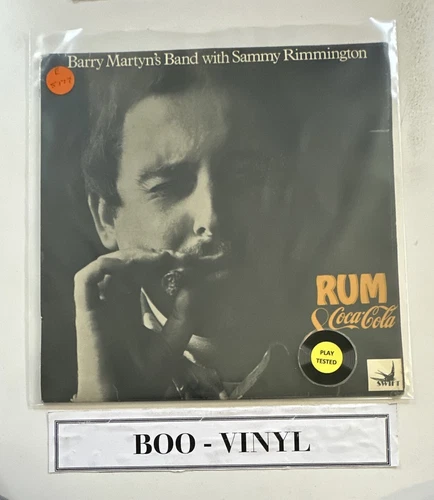 Barry Martyn's Band with Sammy Rimmington
E
RUM
& Coca-Cola
PLAY
TESTED
SWIFT
BOO - VINYL